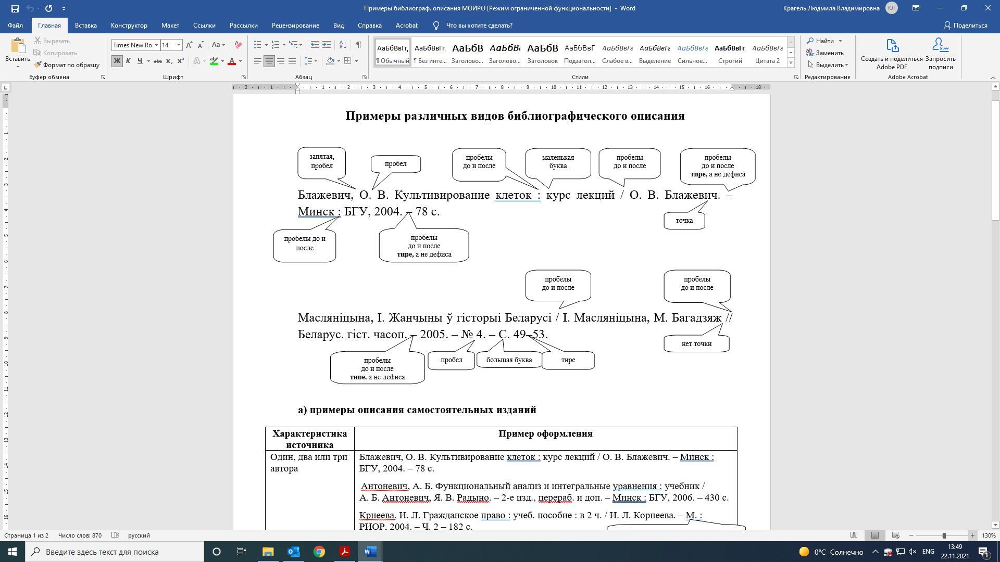 Примеры библиограф. описания МОИРО [Режим ограниченной функциональности] - Word
Крагель Людмила Владимировна
КЛ
Файл Главная Вставка Конструктор Макет Ссылки Рассылки Рецензирование Вид Справка Acrobat Что вы хотите сделать? Поделиться
Вставить
Вырезать
Копировать
Формат по образцу
Буфер обмена
Times New Ro 14
Шрифт
Абзац
АаБбВвГг, АаБбВвГг, АаБбВ АаБбВв АаБбВ АаБбВвГ АаБбВвГг АаБбВвГг АаБбВвГг АаБбВвГг, АаБбВвГг
¶ Обычный ¶ Без инте... Заголово... Заголово... Заголовок Подзагол... Слабое в... Выделение Сильное... Строгий Цитата 2
Стили
Найти
Заменить
Выделить
Редактирование
Создать и поделиться Adobe PDF
Запросить подписи
Adobe Acrobat
Примеры различных видов библиографического описания
запятая,
пробел
пробел
пробелы
до и после
маленькая
буква
пробелы
до и после
пробелы
до и после
тире, а не дефиса
Блажевич, О. В. Культивирование клеток : курс лекций / О. В. Блажевич. –
Минск : БГУ, 2004. – 78 с.
точка
пробелы до и
после
пробелы
до и после
тире, а не дефиса
пробелы
до и после
пробелы
до и после
Масляніцына, І. Жанчыны ў гісторыі Беларусі / І. Масляніцына, М. Багадзяж //
Беларус. гіст. часоп. – 2005. – № 4. – С. 49–53.
нет точки
пробелы
до и после
тире, а не дефиса
пробел
большая буква
тире
а) примеры описания самостоятельных изданий
Характеристика
источника
Пример оформления
Один, два или три
автора
Блажевич, О. В. Культивирование клеток : курс лекций / О. В. Блажевич. – Минск :
БГУ, 2004. – 78 с.
Антоневич, А. Б. Функциональный анализ и интегральные уравнения : учебник /
А. Б. Антоневич, Я. В. Радыно. – 2-е изд., перераб. и доп. – Минск : БГУ, 2006. – 430 с.
Крнеева, И. Л. Гражданское право : учеб. пособие : в 2 ч. / И. Л. Корнеева. – М. :
РИОР, 2004. – Ч. 2 – 182 с.
Страница 1 из 2 Число слов: 870 русский
130%
Введите здесь текст для поиска
0°C Солнечно
ENG
13:49
22.11.2021
1